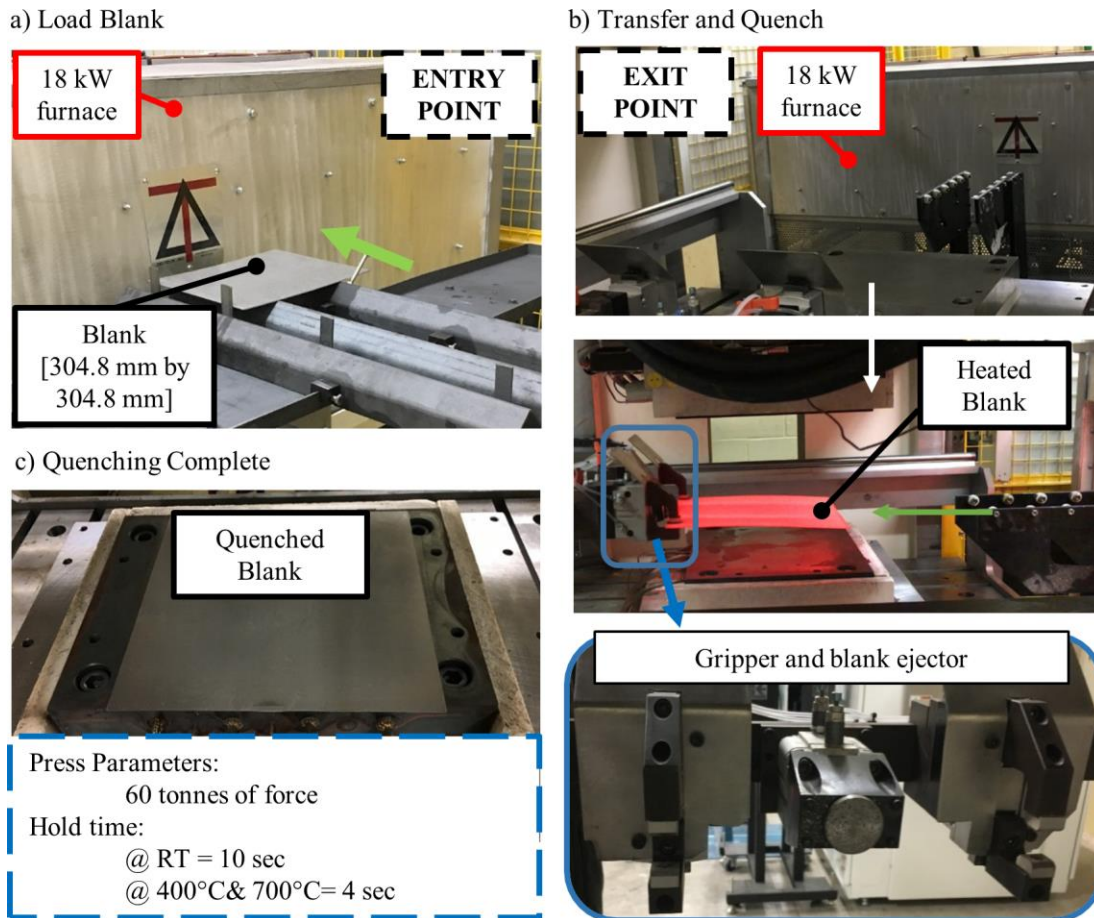 a) Load Blank
18 kW
furnace
ENTRY
POINT
Blank
[304.8 mm by
304.8 mm]
b) Transfer and Quench
EXIT
POINT
18 kW
furnace
Heated
Blank
Gripper and blank ejector
c) Quenching Complete
Quenched
Blank
Press Parameters:
60 tonnes of force
Hold time:
@ RT = 10 sec
@ 400°C& 700°C= 4 sec